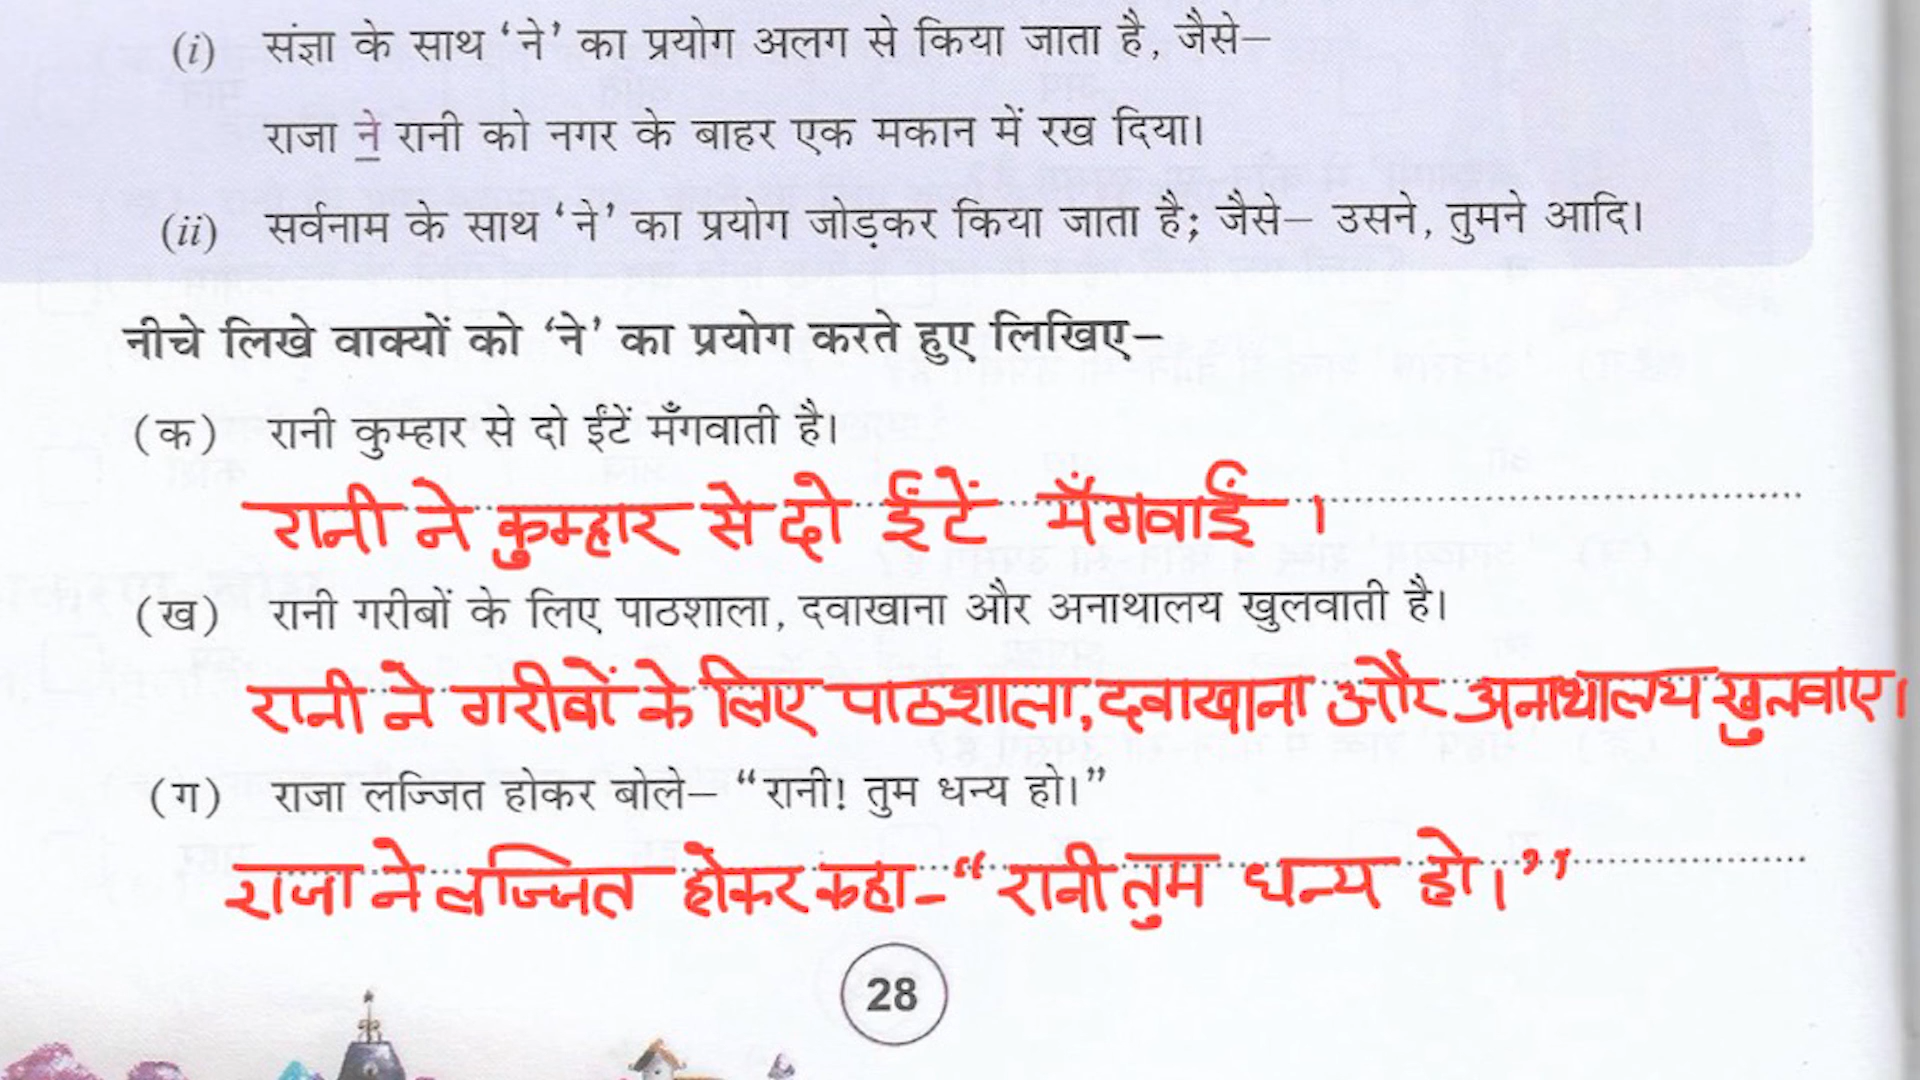 (i) संज्ञा के साथ ‘ने’ का प्रयोग अलग से किया जाता है, जैसे–
राजा ने रानी को नगर के बाहर एक मकान में रख दिया।
(ii) सर्वनाम के साथ ‘ने’ का प्रयोग जोड़कर किया जाता है; जैसे– उसने, तुमने आदि।
नीचे लिखे वाक्यों को ‘ने’ का प्रयोग करते हुए लिखिए–
(क) रानी कुम्हार से दो ईंटें मँगवाती है।
रानी ने कुम्हार से दो ईंटें मँगवाईं ।
(ख) रानी गरीबों के लिए पाठशाला, दवाखाना और अनाथालय खुलवाती है।
रानी ने गरीबों के लिए पाठशाला, दवाखाना और अनाथालय खुलवाए।
(ग) राजा लज्जित होकर बोले– “रानी! तुम धन्य हो।”
राजा ने लज्जित होकर कहा– “रानी तुम धन्य हो।”
28